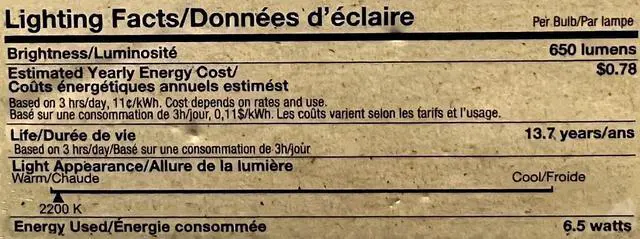 Lighting Facts/Données d'éclaire
Per Bulb/Par lampe
Brightness/Luminosité 650 lumens
Estimated Yearly Energy Cost/ $0.78
Coûts énergétiques annuels estimést
Based on 3 hrs/day, 11¢/kWh. Cost depends on rates and use.
Basé sur une consommation de 3h/jour, 0,11$/kWh. Les coûts varient selon les tarifs et l'usage.
Life/Durée de vie 13.7 years/ans
Based on 3 hrs/day/Basé sur une consommation de 3h/jour
Light Appearance/Allure de la lumière
Warm/Chaude Cool/Froide
2200 K
Energy Used/Énergie consommée 6.5 watts